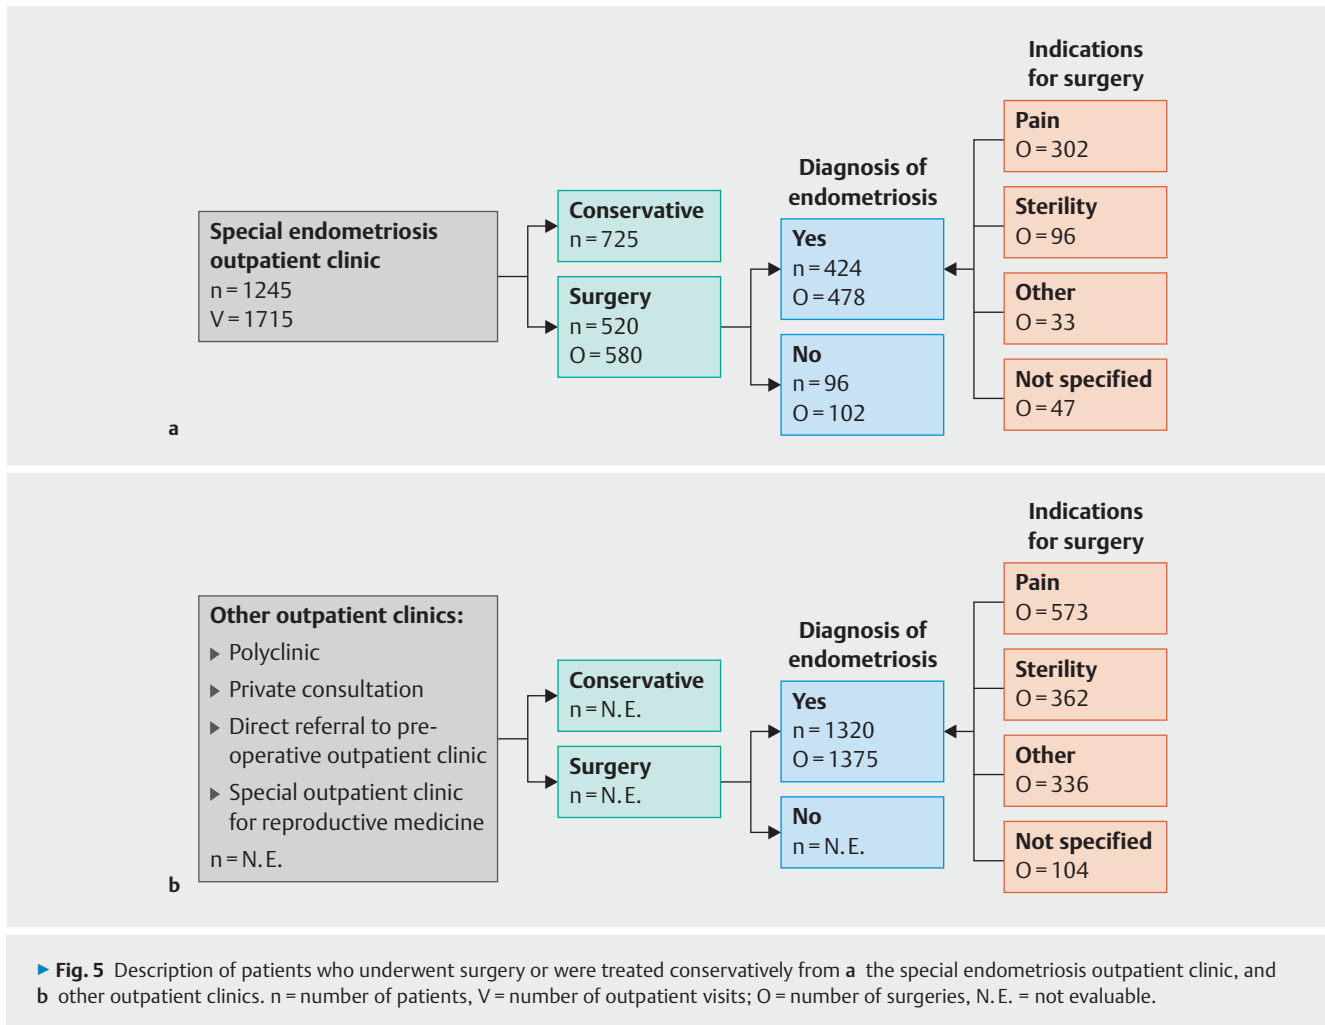 Indications
for surgery
Pain
O = 302
Diagnosis of
endometriosis
Sterility
O = 96
Conservative
n = 725
Special endometriosis
outpatient clinic
n = 1245
V = 1715
Yes
n = 424
O = 478
Other
O = 33
Surgery
n = 520
O = 580
No
n = 96
O = 102
Not specified
O = 47
a
Indications
for surgery
Pain
O = 573
Other outpatient clinics:
▶ Polyclinic
▶ Private consultation
▶ Direct referral to pre-
operative outpatient clinic
▶ Special outpatient clinic
for reproductive medicine
n = N. E.
Diagnosis of
endometriosis
Conservative
n = N. E.
Surgery
n = N. E.
Yes
n = 1320
O = 1375
No
n = N. E.
Sterility
O = 362
Other
O = 336
Not specified
O = 104
b
▶ Fig. 5 Description of patients who underwent surgery or were treated conservatively from a the special endometriosis outpatient clinic, and
b other outpatient clinics. n = number of patients, V = number of outpatient visits; O = number of surgeries, N. E. = not evaluable.